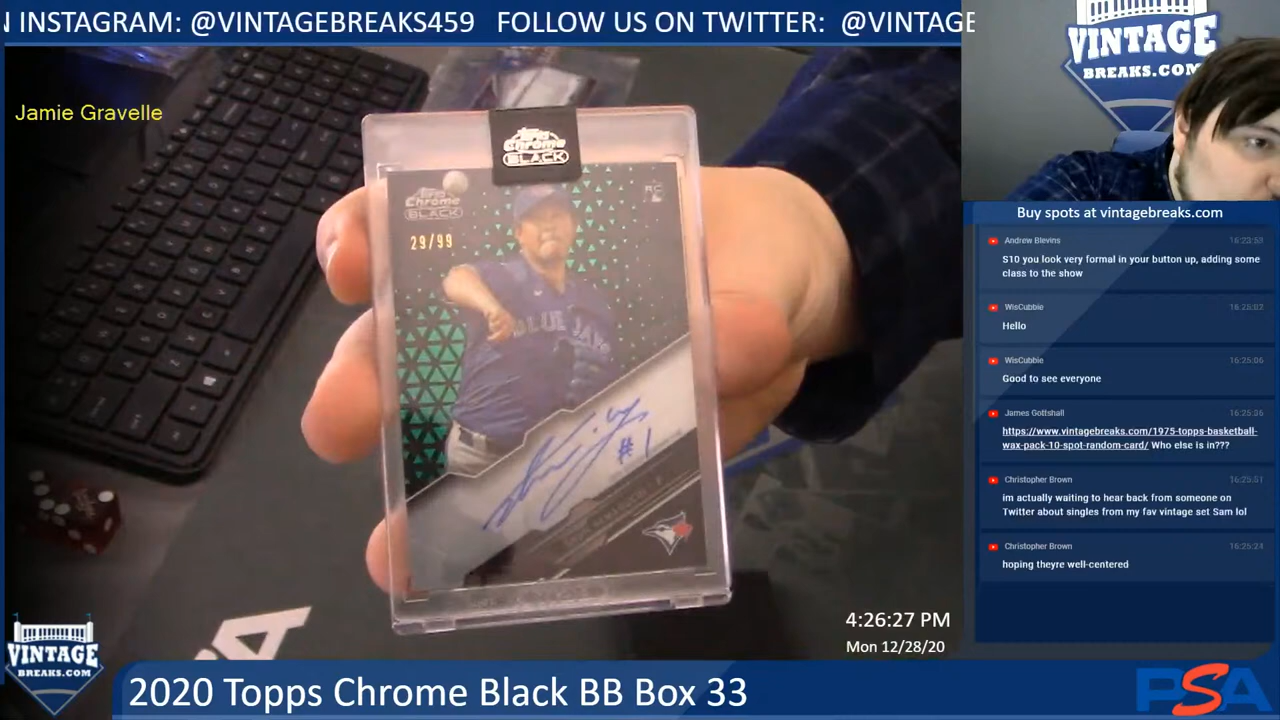 N INSTAGRAM: @VINTAGEBREAKS459 FOLLOW US ON TWITTER: @VINTAGE
Jamie Gravelle
Topps
Chrome
BLACK
Topps
Chrome
BLACK
RC
29/99
BLUE JAYS
#1
VINTAGE
BREAKS.COM
Buy spots at vintagebreaks.com
Andrew Blevins 16:23:53
S10 you look very formal in your button up, adding some
class to the show
WisCubbie 16:25:02
Hello
WisCubbie 16:25:06
Good to see everyone
James Gottshall 16:25:36
https://www.vintagebreaks.com/1975-topps-basketball-
wax-pack-10-spot-random-card/ Who else is in???
Christopher Brown 16:25:51
im actually waiting to hear back from someone on
Twitter about singles from my fav vintage set Sam lol
Christopher Brown 16:25:24
hoping theyre well-centered
4:26:27 PM
Mon 12/28/20
VINTAGE
BREAKS.COM
2020 Topps Chrome Black BB Box 33
PSA